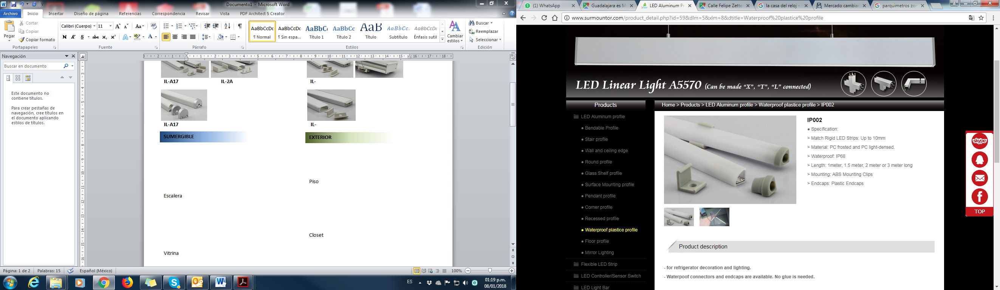 Documento1 - Microsoft Word
Archivo Inicio Insertar Diseño de página Referencias Correspondencia Revisar Vista PDF Architect 5 Creator
Pegar
Cortar
Copiar
Copiar formato
Portapapeles
Calibri (Cuerpo) 11
Fuente
Párrafo
AaBbCcDc AaBbCcDc AaBbCc AaBbCc AaB AaBbCc. AaBbCcDc
¶ Normal ¶ Sin espa... Título 1 Título 2 Título Subtítulo Énfasis sutil
Estilos
Cambiar estilos
Buscar
Reemplazar
Seleccionar
Edición
Navegación
Buscar en documento
Este documento no
contiene títulos.
Para crear pestañas de
navegación, cree títulos en
el documento aplicando
estilos de títulos.
IL-A17 IL-2A IL-
IL-A17 IL-
SUMERGIBLE EXTERIOR
Piso
Escalera
Closet
Vitrina
Página: 1 de 2 Palabras: 15 Español (México) 100%
ES 01:19 p.m.
08/01/2018
(1) WhatsApp Guadalajara es M LED Aluminum Pr Calle Felipe Zette la casa del reloj - Mercado cambiar parquimetros zon
www.surmountor.com/product_detail.php?id=59&dlm=5&xlm=8&dtitle=Waterproof%20plastice%20profile
LED Linear Light A5570 (Can be made “X”, “T”, “L” connected)
Products
LED Aluminum profile
● Bendable Profile
● Stair profile
● Wall and ceiling edge
● Round profile
● Glass Shelf profile
● Surface Mounting profile
● Pendant profile
● Corner profile
● Recessed profile
● Waterproof plastice profile
● Floor profile
● Mirror Lighting
Flexible LED Strip
LED Controller/Sensor Switch
LED Light Bar
Home > Products > LED Aluminum profile > Waterproof plastice profile > IP002
IP002
● Specification:
> Match Rigid LED Strips: Up to 10mm
> Material: PC frosted and PC light-densed.
> Waterproof: IP68
> Length: 1meter, 1.5 meter, 2 meter or 3 meter long
> Mounting: ABS Mounting Clips
> Endcaps: Plastic Endcaps
Product description
- for refrigerator decoration and lighting.
- Waterpoof connectors and endcaps are available. No glue is needed.
skype
TOP